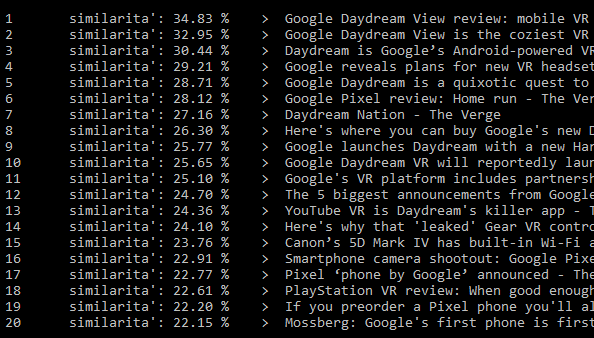 1 similarita': 34.83 % > Google Daydream View review: mobile VR
2 similarita': 32.95 % > Google Daydream View is the coziest VR
3 similarita': 30.44 % > Daydream is Google’s Android-powered VR
4 similarita': 29.21 % > Google reveals plans for new VR headset
5 similarita': 28.71 % > Google Daydream is a quixotic quest to
6 similarita': 28.12 % > Google Pixel review: Home run - The Ver
7 similarita': 27.16 % > Daydream Nation - The Verge
8 similarita': 26.30 % > Here's where you can buy Google's new D
9 similarita': 25.77 % > Google launches Daydream with a new Har
10 similarita': 25.65 % > Google Daydream VR will reportedly laun
11 similarita': 25.10 % > Google's VR platform includes partnersh
12 similarita': 24.70 % > The 5 biggest announcements from Google
13 similarita': 24.36 % > YouTube VR is Daydream's killer app - T
14 similarita': 24.10 % > Here's why that 'leaked' Gear VR contro
15 similarita': 23.76 % > Canon’s 5D Mark IV has built-in Wi-Fi a
16 similarita': 22.91 % > Smartphone camera shootout: Google Pixe
17 similarita': 22.77 % > Pixel ‘phone by Google’ announced - The
18 similarita': 22.61 % > PlayStation VR review: When good enough
19 similarita': 22.20 % > If you preorder a Pixel phone you'll al
20 similarita': 22.15 % > Mossberg: Google's first phone is first